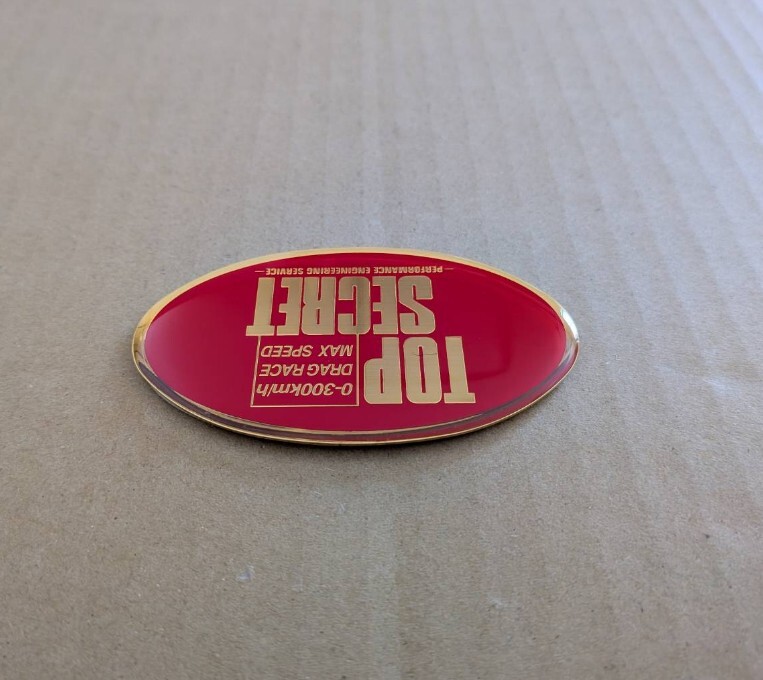 TOP
0-300km/h
DRAG RACE
MAX SPEED
SECRET
PERFORMANCE ENGINEERING SERVICE